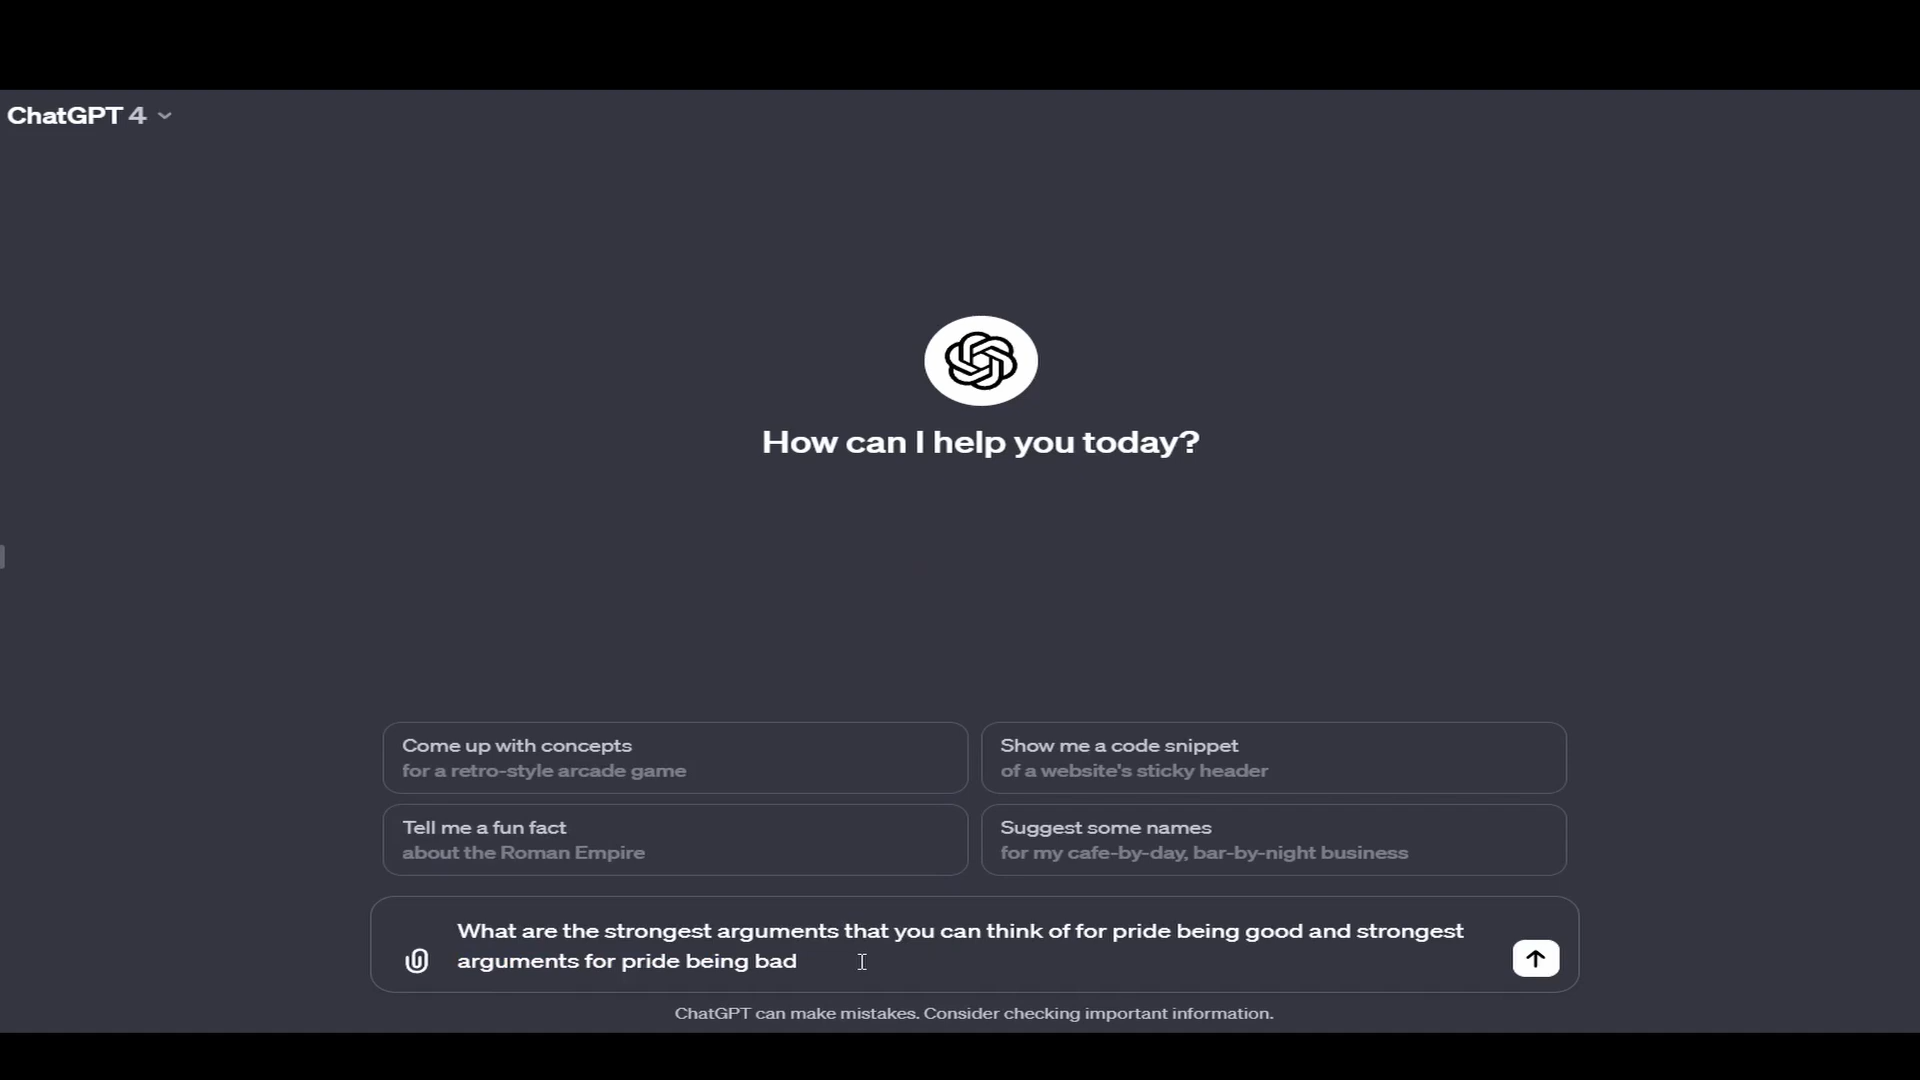 ChatGPT 4
How can I help you today?
Come up with concepts
for a retro-style arcade game
Show me a code snippet
of a website's sticky header
Tell me a fun fact
about the Roman Empire
Suggest some names
for my cafe-by-day, bar-by-night business
What are the strongest arguments that you can think of for pride being good and strongest
arguments for pride being bad
ChatGPT can make mistakes. Consider checking important information.